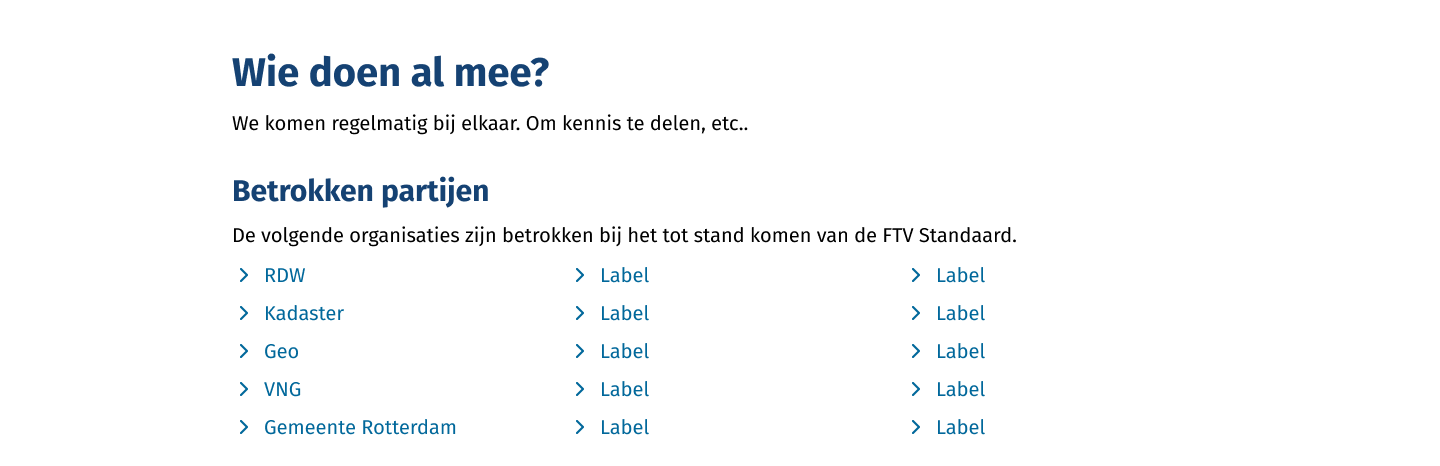 Wie doen al mee?
We komen regelmatig bij elkaar. Om kennis te delen, etc..
Betrokken partijen
De volgende organisaties zijn betrokken bij het tot stand komen van de FTV Standaard.
RDW
Kadaster
Geo
VNG
Gemeente Rotterdam
Label
Label
Label
Label
Label
Label
Label
Label
Label
Label